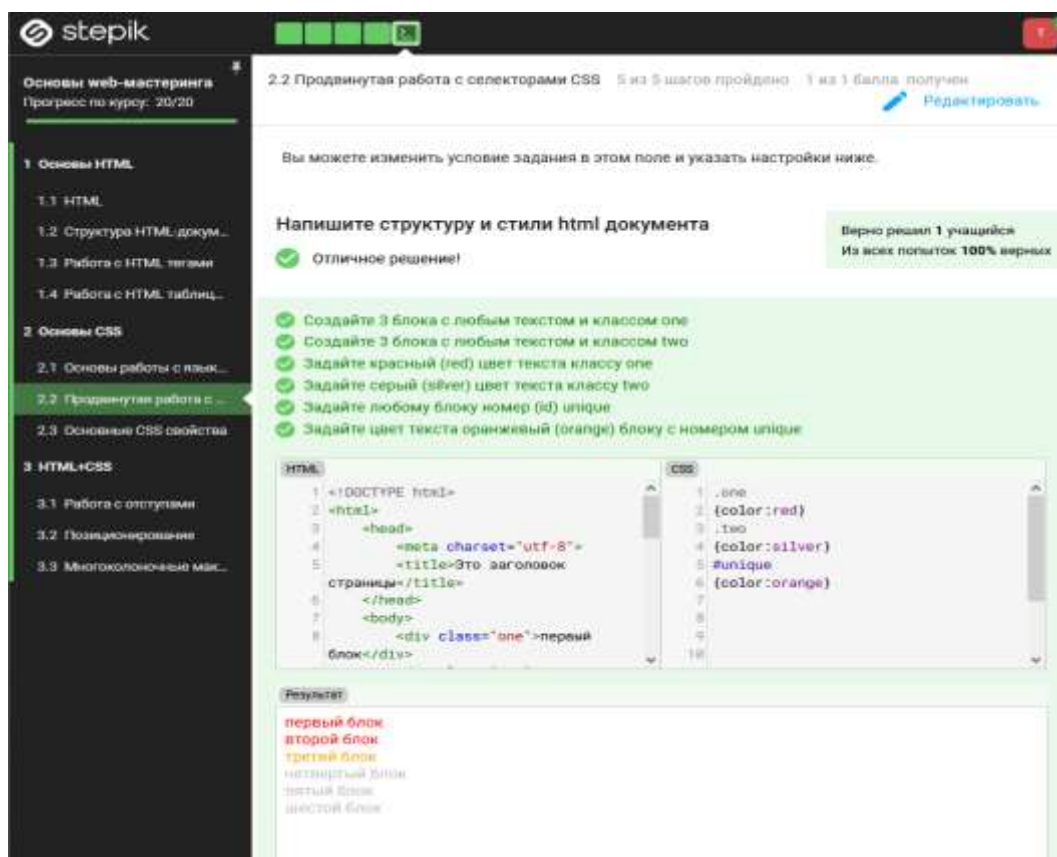 stepik
Основы web-мастеринга
Прогресс по курсу: 20/20
1 Основы HTML
1.1 HTML
1.2 Структура HTML-докум...
1.3 Работа с HTML тегами
1.4 Работа с HTML таблиц...
2 Основы CSS
2.1 Основы работы с язык...
2.2 Продвинутая работа с ...
2.3 Основные CSS свойства
3 HTML+CSS
3.1 Работа с отступами
3.2 Позиционирование
3.3 Многоколоночные мак...
2.2 Продвинутая работа с селекторами CSS 5 из 5 шагов пройдено 1 из 1 балла получен
Редактировать
Вы можете изменить условие задания в этом поле и указать настройки ниже.
Напишите структуру и стили html документа
Отличное решение!
Верно решил 1 учащийся
Из всех попыток 100% верных
Создайте 3 блока с любым текстом и классом one
Создайте 3 блока с любым текстом и классом two
Задайте красный (red) цвет текста классу one
Задайте серый (silver) цвет текста классу two
Задайте любому блоку номер (id) unique
Задайте цвет текста оранжевый (orange) блоку с номером unique
HTML
1 <!DOCTYPE html>
2 <html>
3 <head>
4 <meta charset="utf-8">
5 <title>Это заголовок
страницы</title>
6 </head>
7 <body>
8 <div class="one">первый
блок</div>
CSS
1 .one
2 {color:red}
3 .two
4 {color:silver}
5 #unique
6 {color:orange}
7
8
9
10
Результат
первый блок
второй блок
третий блок
четвертый блок
пятый блок
шестой блок